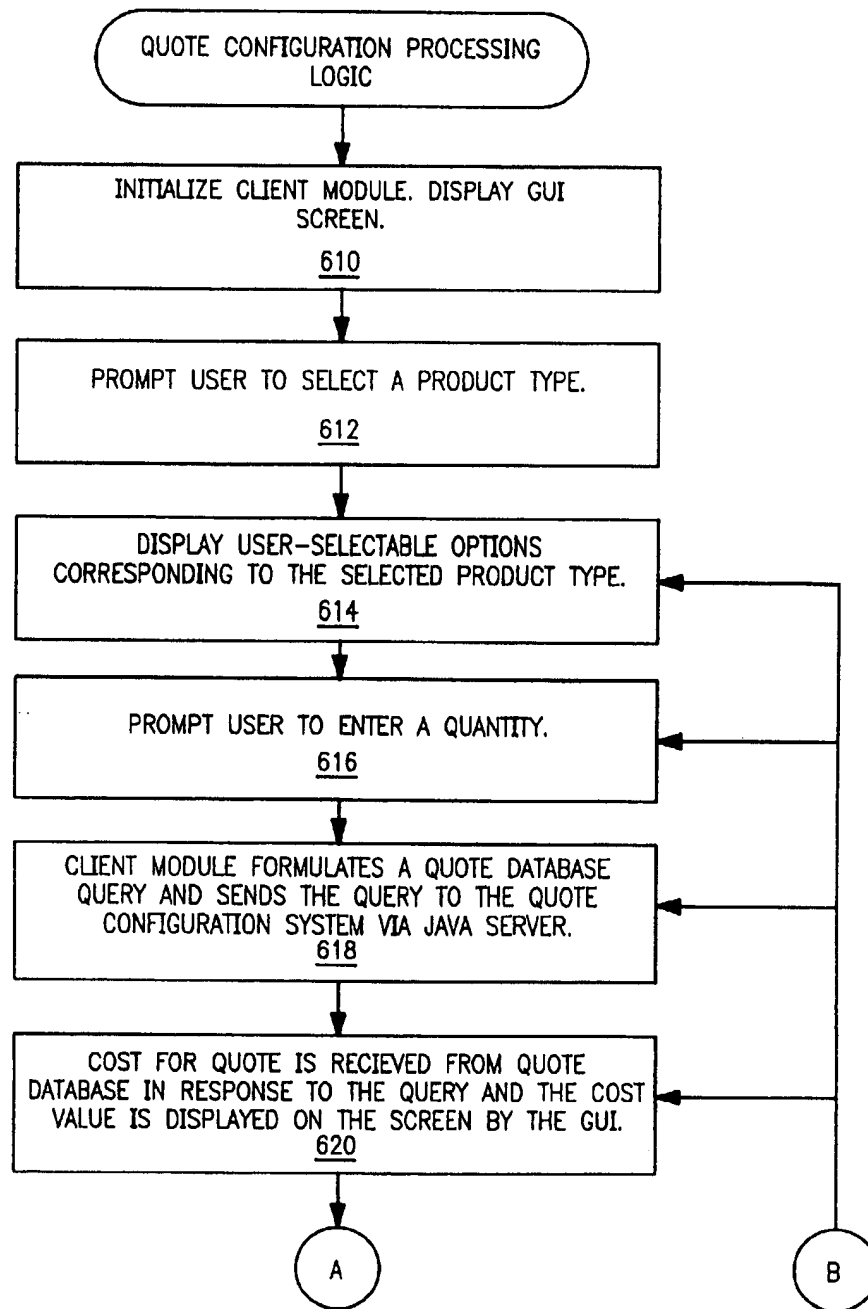 QUOTE CONFIGURATION PROCESSING
LOGIC
INITIALIZE CLIENT MODULE. DISPLAY GUI
SCREEN.
610
PROMPT USER TO SELECT A PRODUCT TYPE.
612
DISPLAY USER-SELECTABLE OPTIONS
CORRESPONDING TO THE SELECTED PRODUCT TYPE.
614
PROMPT USER TO ENTER A QUANTITY.
616
CLIENT MODULE FORMULATES A QUOTE DATABASE
QUERY AND SENDS THE QUERY TO THE QUOTE
CONFIGURATION SYSTEM VIA JAVA SERVER.
618
COST FOR QUOTE IS RECIEVED FROM QUOTE
DATABASE IN RESPONSE TO THE QUERY AND THE COST
VALUE IS DISPLAYED ON THE SCREEN BY THE GUI.
620
A
B